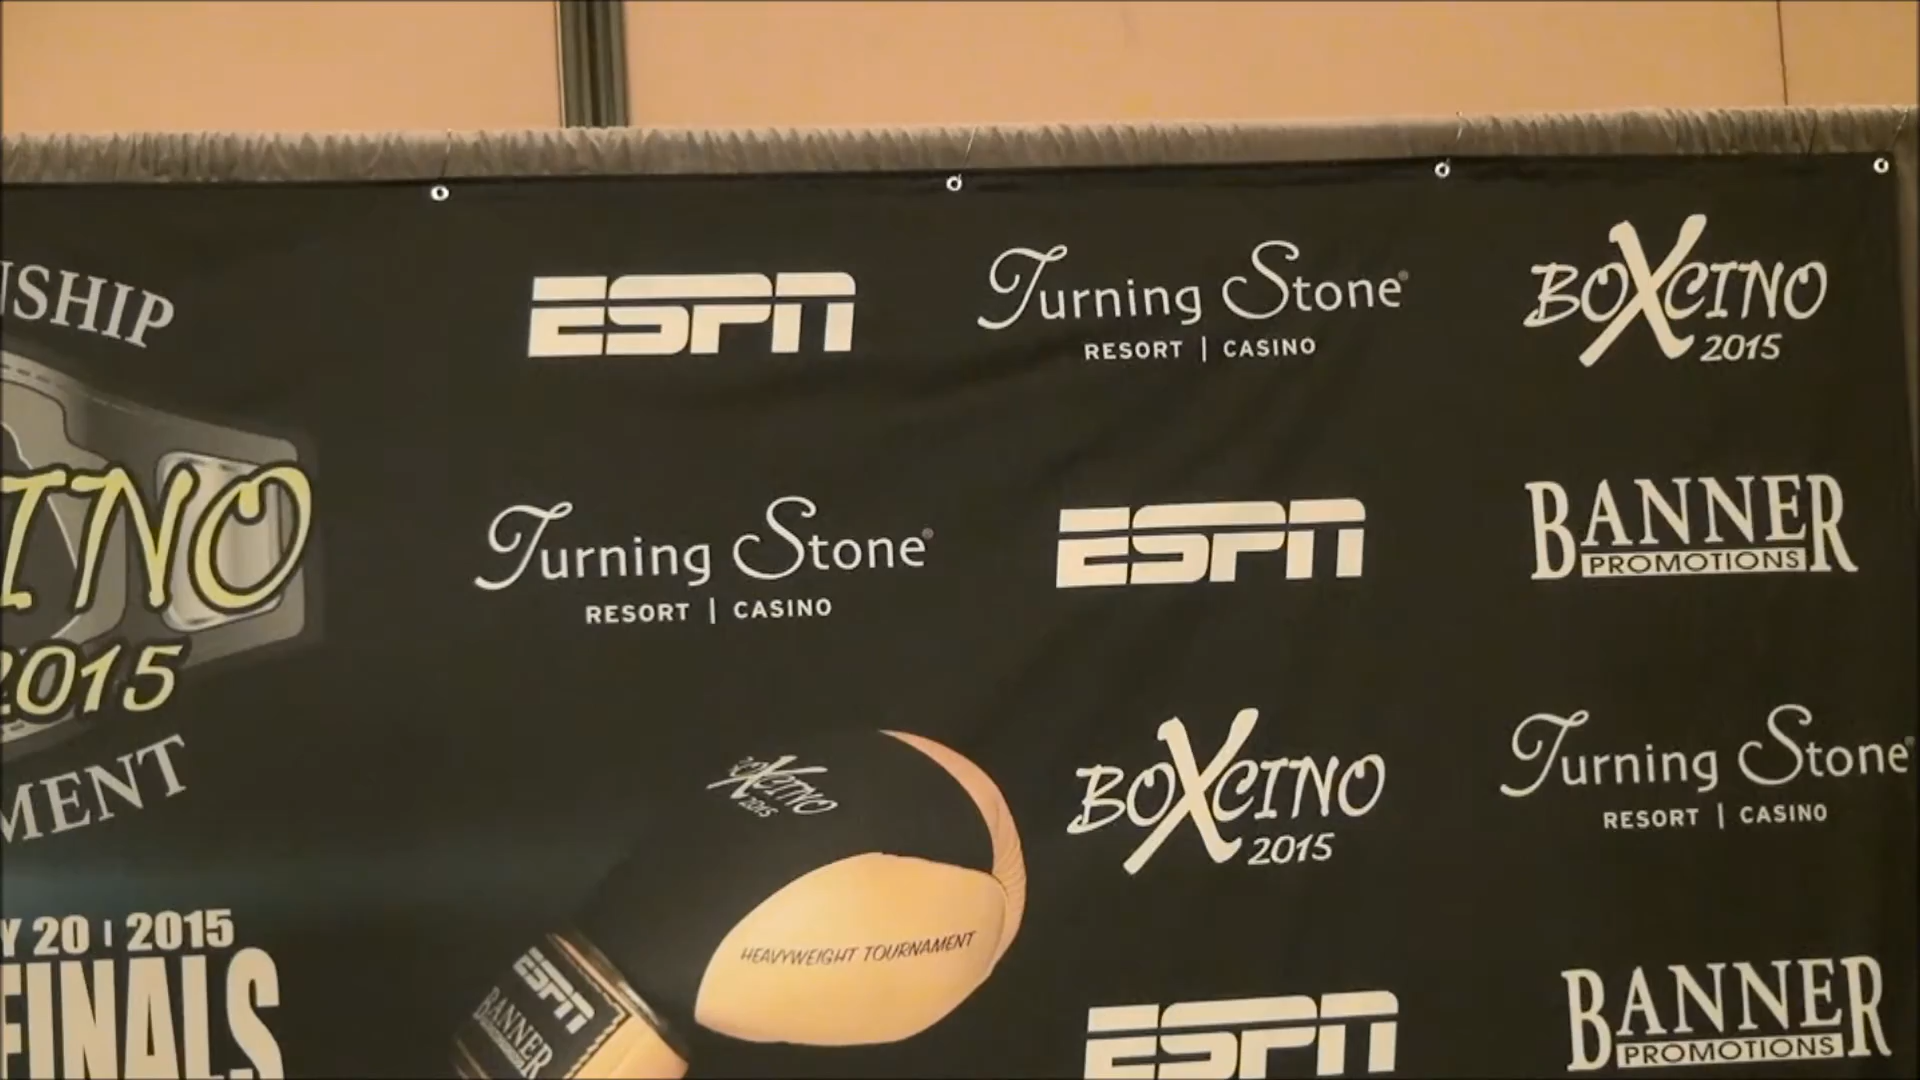 NSHIP
ESPN
Turning Stone®
RESORT | CASINO
BOXCINO
2015
INO
2015
MENT
Turning Stone®
RESORT | CASINO
ESPN
BANNER
PROMOTIONS
BOXCINO
2015
BOXCINO
2015
Turning Stone®
RESORT | CASINO
Y 20 | 2015
FINALS
HEAVYWEIGHT TOURNAMENT
ESPN
BANNER
ESPN
BANNER
PROMOTIONS